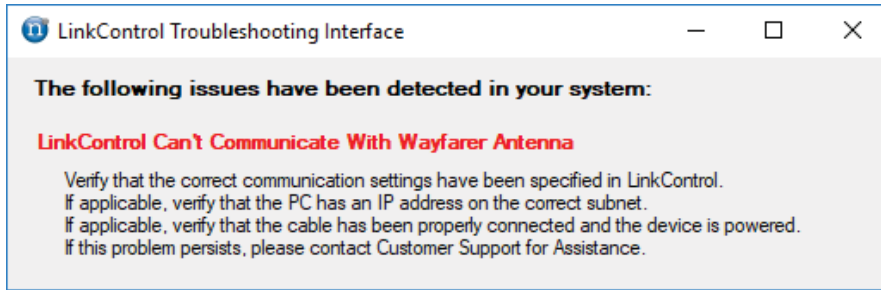 n LinkControl Troubleshooting Interface
The following issues have been detected in your system:
LinkControl Can't Communicate With Wayfarer Antenna
Verify that the correct communication settings have been specified in LinkControl.
If applicable, verify that the PC has an IP address on the correct subnet.
If applicable, verify that the cable has been properly connected and the device is powered.
If this problem persists, please contact Customer Support for Assistance.